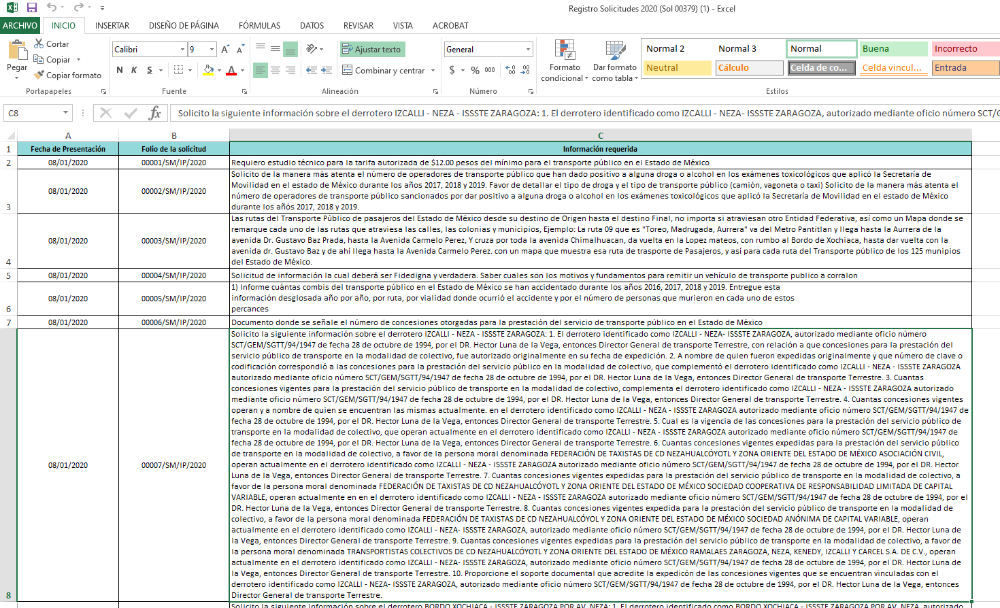 Registro Solicitudes 2020 (Sol 00379) (1) - Excel
ARCHIVO INICIO INSERTAR DISEÑO DE PÁGINA FÓRMULAS DATOS REVISAR VISTA ACROBAT
Pegar
Cortar
Copiar
Copiar formato
Portapapeles
Calibri 9
N K S
Fuente
Ajustar texto
Combinar y centrar
Alineación
General
$ % 000
Número
Formato condicional
Dar formato como tabla
Normal 2 Normal 3 Normal Buena Incorrecto
Neutral Cálculo Celda de co... Celda vincul... Entrada
Estilos
C8
Solicito la siguiente información sobre el derrotero IZCALLI - NEZA - ISSSTE ZARAGOZA: 1. El derrotero identificado como IZCALLI - NEZA- ISSSTE ZARAGOZA, autorizado mediante oficio número SCT/G
A B C
1 Fecha de Presentación Folio de la solicitud Información requerida
2 08/01/2020 00001/SM/IP/2020 Requiero estudio técnico para la tarifa autorizada de $12.00 pesos del mínimo para el transporte público en el Estado de México
3 08/01/2020 00002/SM/IP/2020 Solicito de la manera más atenta el número de operadores de transporte público que han dado positivo a alguna droga o alcohol en los exámenes toxicológicos que aplicó la Secretaría de
Movilidad en el estado de México durante los años 2017, 2018 y 2019. Favor de detallar el tipo de droga y el tipo de transporte público (camión, vagoneta o taxi) Solicito de la manera más atenta el
número de operadores de transporte público sancionados por dar positivo a alguna droga o alcohol en los exámenes toxicológicos que aplicó la Secretaría de Movilidad en el estado de México
durante los añós 2017, 2018 y 2019.
4 08/01/2020 00003/SM/IP/2020 Las rutas del Transporte Público de pasajeros del Estado de México desde su destino de Origen hasta el destino Final, no importa si atraviesan otro Entidad Federativa, así como un Mapa donde se
remarque cada uno de las rutas que atraviesa las calles, las colonias y municipios, Ejemplo: La ruta 09 que es "Toreo, Madrugada, Aurrera" va del Metro Pantitlan y llega hasta la Aurrera de la
avenida Dr. Gustavo Baz Prada, hasta la Avenida Carmelo Perez, Y cruza por toda la avenida Chimalhuacan, da vuelta en la Lopez mateos, con rumbo al Bordo de Xochiaca, hasta dar vuelta con la
avenida dr. Gustavo Baz y de ahí llega hasta la Avenida Carmelo Perez. con un mapa que muestra esa ruta de trasporte de Pasajeros, y así para cada ruta del Transporte público de los 125 munipios
del Estado de México.
5 08/01/2020 00004/SM/IP/2020 Solicitud de información la cual deberá ser Fidedigna y verdadera. Saber cuales son los motivos y fundamentos para remitir un vehículo de transporte publico a corralon
6 08/01/2020 00005/SM/IP/2020 1) Informe cuántas combis del transporte público en el Estado de México se han accidentado durante los años 2016, 2017, 2018 y 2019. Entregue esta
información desglosada año por año, por ruta, por vialidad donde ocurrió el accidente y por el número de personas que murieron en cada uno de estos
percances
7 08/01/2020 00006/SM/IP/2020 Documento donde se señale el número de concesiones otorgadas para la prestación del servicio de transporte público en el Estado de México
8 08/01/2020 00007/SM/IP/2020 Solicito la siguiente información sobre el derrotero IZCALLI - NEZA - ISSSTE ZARAGOZA: 1. El derrotero identificado como IZCALLI - NEZA- ISSSTE ZARAGOZA, autorizado mediante oficio número
SCT/GEM/SGTT/94/1947 de fecha 28 de octubre de 1994, por el DR. Hector Luna de la Vega, entonces Director General de transporte Terrestre, con relación a que concesiones para la prestación del
servicio público de transporte en la modalidad de colectivo, fue autorizado originalmente en su fecha de expedición. 2. A nombre de quien fueron expedidas originalmente y que número de clave o
codificación correspondió a las concesiones para la prestación del servicio público en la modalidad de colectivo, que complementó el derrotero identificado como IZCALLI - NEZA - ISSSTE ZARAGOZA
autorizado mediante oficio número SCT/GEM/SGTT/94/1947 de fecha 28 de octubre de 1994, por el DR. Hector Luna de la Vega, entonces Director General de transporte Terrestre. 3. Cuantas
concesiones vigentes para la prestación del servicio público de transporte en la modalidad de colectivo, complementa el derrotero identificado como IZCALLI - NEZA - ISSSTE ZARAGOZA autorizado
mediante oficio número SCT/GEM/SGTT/94/1947 de fecha 28 de octubre de 1994, por el DR. Hector Luna de la Vega, entonces Director General de transporte Terrestre. 4. Cuantas concesiones vigentes
operan y a nombre de quien se encuentran las mismas actualmente. en el derrotero identificado como IZCALLI - NEZA - ISSSTE ZARAGOZA autorizado mediante oficio número SCT/GEM/SGTT/94/1947 de
fecha 28 de octubre de 1994, por el DR. Hector Luna de la Vega, entonces Director General de transporte Terrestre. 5. Cual es la vigencia de las concesiones para la prestación del servicio público de
transporte en la modalidad de colectivo, que operan actualmente en el derrotero identificado como IZCALLI - NEZA - ISSSTE ZARAGOZA autorizado mediante oficio número SCT/GEM/SGTT/94/1947 de
fecha 28 de octubre de 1994, por el DR. Hector Luna de la Vega, entonces Director General de transporte Terrestre. 6. Cuantas concesiones vigentes expedidas para la prestación del servicio público
de transporte en la modalidad de colectivo, a favor de la persona moral denominada FEDERACIÓN DE TAXISTAS DE CD NEZAHUALCÓYOTL Y ZONA ORIENTE DEL ESTADO DE MÉXICO ASOCIACIÓN CIVIL,
operan actualmente en el derrotero identificado como IZCALLI - NEZA - ISSSTE ZARAGOZA autorizado mediante oficio número SCT/GEM/SGTT/94/1947 de fecha 28 de octubre de 1994, por el DR. Hector
Luna de la Vega, entonces Director General de transporte Terrestre. 7. Cuantas concesiones vigentes expedidas para la prestación del servicio público de transporte en la modalidad de colectivo, a
favor de la persona moral denominada FEDERACIÓN DE TAXISTAS DE CD NEZAHUALCÓYOTL Y ZONA ORIENTE DEL ESTADO DE MÉXICO SOCIEDAD COOPERATIVA DE RESPONSABILIDAD LIMITADA DE CAPITAL
VARIABLE, operan actualmente en en el derrotero identificado como IZCALLI - NEZA - ISSSTE ZARAGOZA autorizado mediante oficio número SCT/GEM/SGTT/94/1947 de fecha 28 de octubre de 1994, por el
DR. Hector Luna de la Vega, entonces Director General de transporte Terrestre. 8. Cuantas concesiones vigentes expedida para la prestación del servicio público de transporte en la modalidad de
colectivo, a favor de la persona moral denominada FEDERACIÓN DE TAXISTAS DE CD NEZAHUALCÓYOL Y ZONA ORIENTE DEL ESTADO DE MÉXICO SOCIEDAD ANÓNIMA DE CAPITAL VARIABLE, operan
actualmente en el derrotero identificado como IZCALLI - NEZA- ISSSTE ZARAGOZA, autorizado mediante oficio número SCT/GEM/SGTT/94/1947 de fecha 28 de octubre de 1994, por el DR. Hector Luna de
la Vega, entonces Director General de transporte Terrestre. 9. Cuantas concesiones vigentes expedidas para la prestación del servicio público de transporte en la modalidad de colectivo, a favor de
la persona moral denominada TRANSPORTISTAS COLECTIVOS DE CD NEZAHUALCÓYOTL Y ZONA ORIENTE DEL ESTADO DE MÉXICO RAMALAES ZARAGOZA, NEZA, KENEDY, IZCALLI Y CARCEL S.A. DE C.V., operan
actualmente en el derrotero identificado como IZCALLI - NEZA- ISSSTE ZARAGOZA, autorizado mediante oficio número SCT/GEM/SGTT/94/1947 de fecha 28 de octubre de 1994, por el DR. Hector Luna de
la Vega, entonces Director General de transporte Terrestre. 10. Proporcione el soporte documental que acredite la expedicón de las concesiones vigentes que se encuentran vinculadas con el
derrotero identificado como IZCALLI - NEZA- ISSSTE ZARAGOZA, autorizado mediante oficio número SCT/GEM/SGTT/94/1947 de fecha 28 de octubre de 1994, por el DR. Hector Luna de la Vega, entonces
Director General de transporte Terrestre.
Solicito la siguiente información sobre el derrotero BORDO XOCHIACA - ISSSTE ZARAGOZA POR AV. NEZA: 1. El derrotero identificado como BORDO XOCHIACA - ISSSTE ZARAGOZA POR AV. NEZA, autorizado